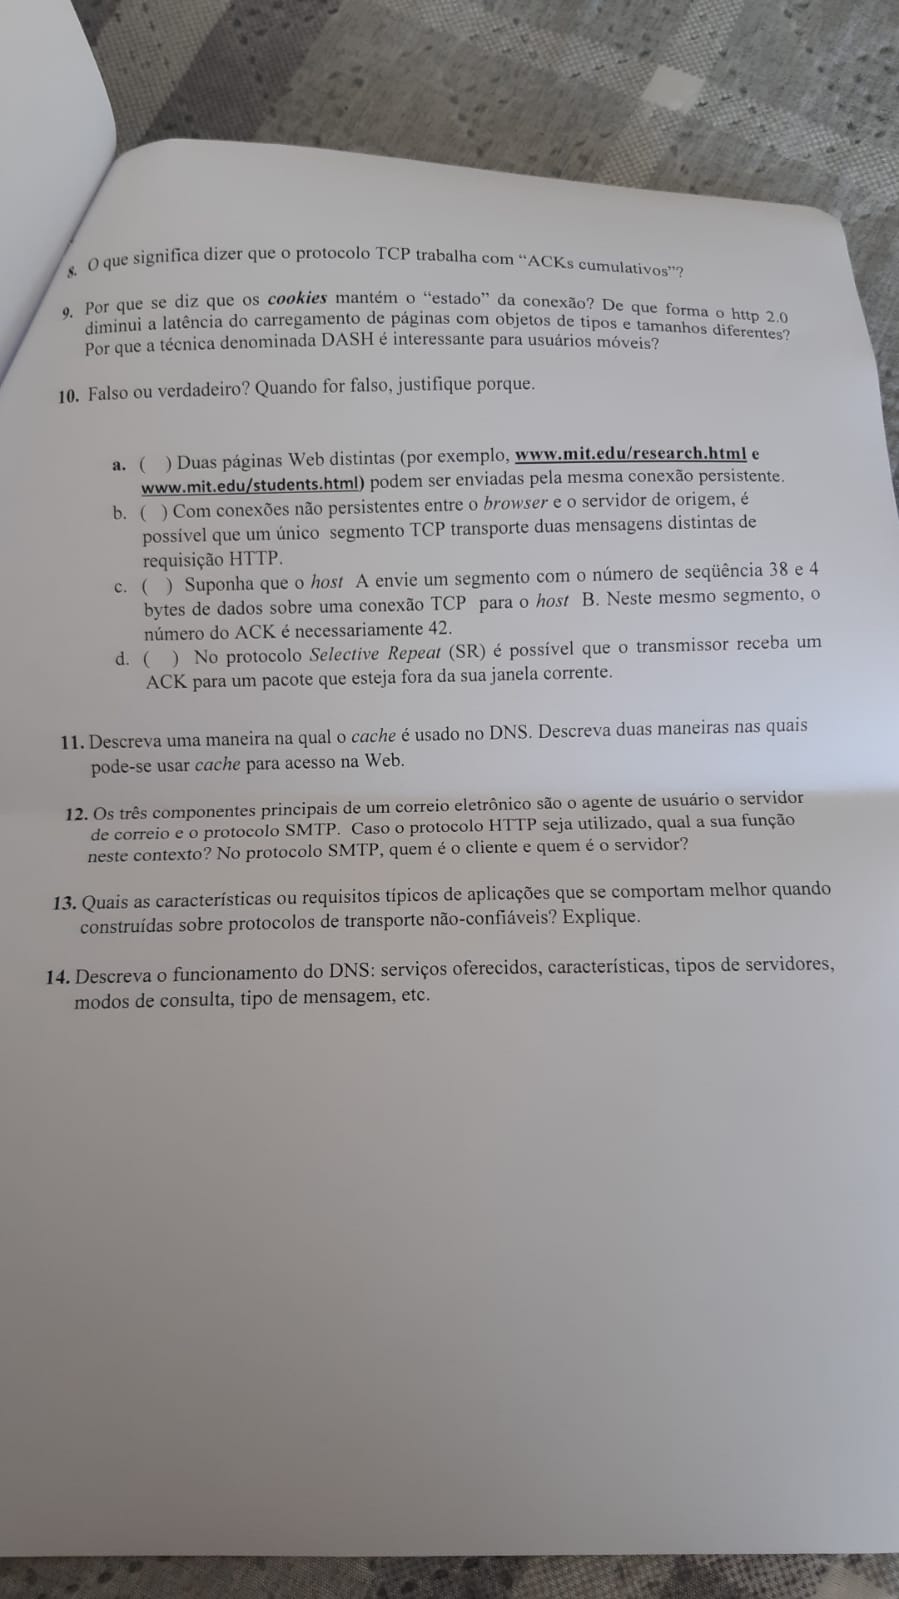 8. O que significa dizer que o protocolo TCP trabalha com “ACKs cumulativos”?
9. Por que se diz que os cookies mantém o “estado” da conexão? De que forma o http 2.0
diminui a latência do carregamento de páginas com objetos de tipos e tamanhos diferentes?
Por que a técnica denominada DASH é interessante para usuários móveis?
10. Falso ou verdadeiro? Quando for falso, justifique porque.
a. ( ) Duas páginas Web distintas (por exemplo, www.mit.edu/research.html e
www.mit.edu/students.html) podem ser enviadas pela mesma conexão persistente.
b. ( ) Com conexões não persistentes entre o browser e o servidor de origem, é
possível que um único segmento TCP transporte duas mensagens distintas de
requisição HTTP.
c. ( ) Suponha que o host A envie um segmento com o número de seqüência 38 e 4
bytes de dados sobre uma conexão TCP para o host B. Neste mesmo segmento, o
número do ACK é necessariamente 42.
d. ( ) No protocolo Selective Repeat (SR) é possível que o transmissor receba um
ACK para um pacote que esteja fora da sua janela corrente.
11. Descreva uma maneira na qual o cache é usado no DNS. Descreva duas maneiras nas quais
pode-se usar cache para acesso na Web.
12. Os três componentes principais de um correio eletrônico são o agente de usuário o servidor
de correio e o protocolo SMTP. Caso o protocolo HTTP seja utilizado, qual a sua função
neste contexto? No protocolo SMTP, quem é o cliente e quem é o servidor?
13. Quais as características ou requisitos típicos de aplicações que se comportam melhor quando
construídas sobre protocolos de transporte não-confiáveis? Explique.
14. Descreva o funcionamento do DNS: serviços oferecidos, características, tipos de servidores,
modos de consulta, tipo de mensagem, etc.